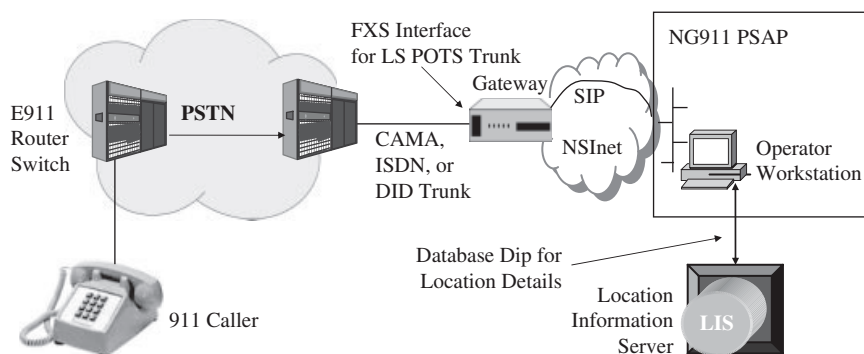 FXS Interface
for LS POTS Trunk
NG911 PSAP
Gateway
SIP
E911
Router
Switch
PSTN
CAMA,
ISDN, or
DID Trunk
NSInet
Operator
Workstation
Database Dip for
Location Details
911 Caller
Location
Information
Server
LIS